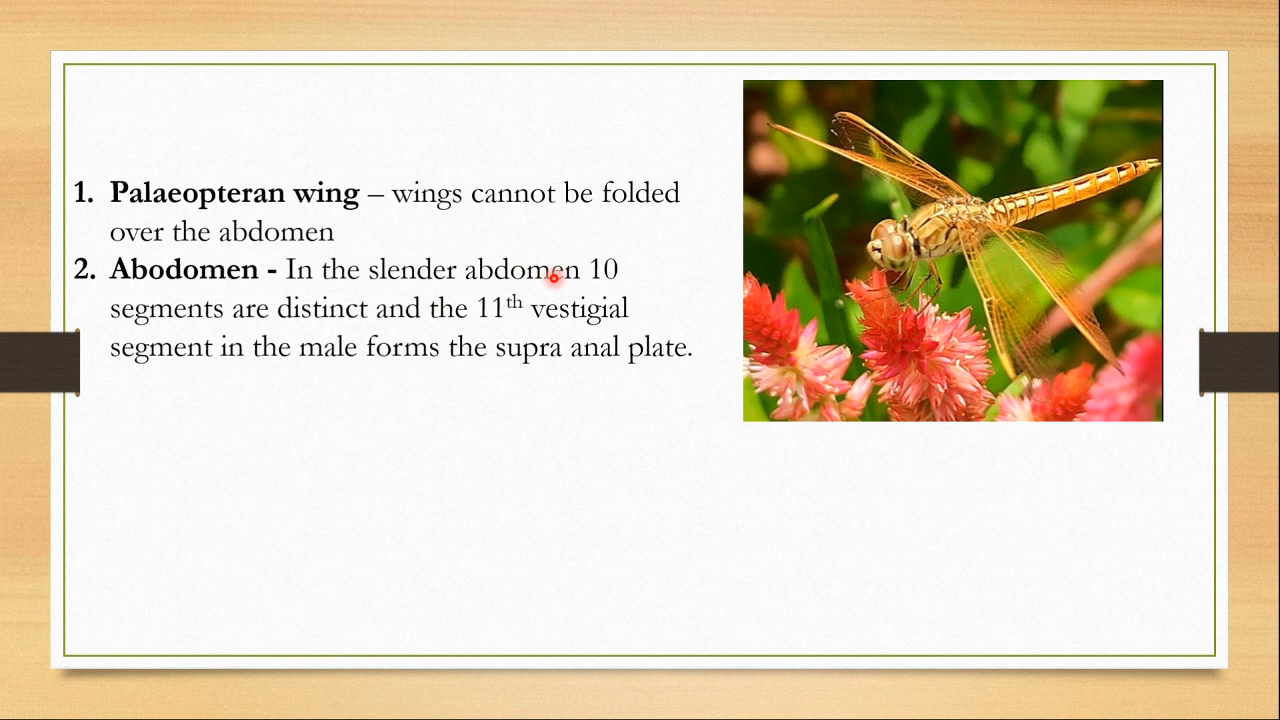 1. Palaeopteran wing – wings cannot be folded
over the abdomen
2. Abodomen - In the slender abdomen 10
segments are distinct and the 11th vestigial
segment in the male forms the supra anal plate.